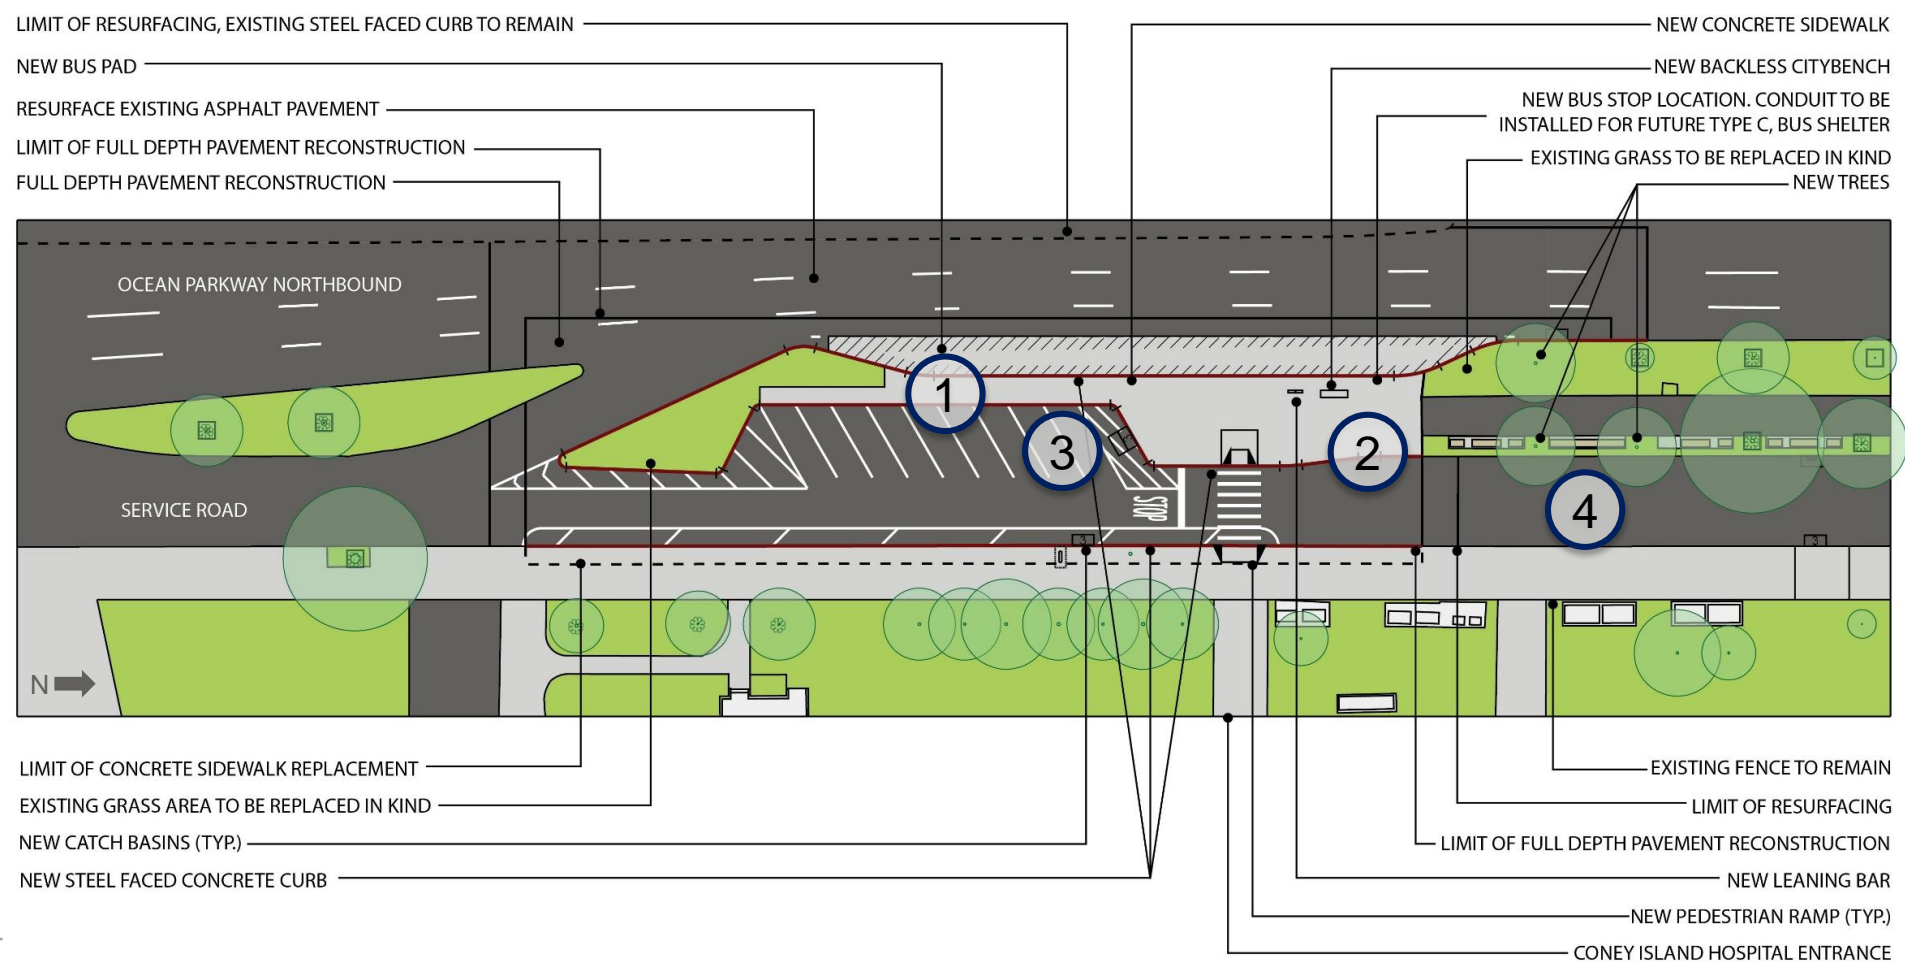 LIMIT OF RESURFACING, EXISTING STEEL FACED CURB TO REMAIN
NEW BUS PAD
RESURFACE EXISTING ASPHALT PAVEMENT
LIMIT OF FULL DEPTH PAVEMENT RECONSTRUCTION
FULL DEPTH PAVEMENT RECONSTRUCTION
NEW CONCRETE SIDEWALK
NEW BACKLESS CITYBENCH
NEW BUS STOP LOCATION. CONDUIT TO BE
INSTALLED FOR FUTURE TYPE C, BUS SHELTER
EXISTING GRASS TO BE REPLACED IN KIND
NEW TREES
OCEAN PARKWAY NORTHBOUND
1
3
2
4
STOP
SERVICE ROAD
3
3
3
N
LIMIT OF CONCRETE SIDEWALK REPLACEMENT
EXISTING GRASS AREA TO BE REPLACED IN KIND
NEW CATCH BASINS (TYP.)
NEW STEEL FACED CONCRETE CURB
EXISTING FENCE TO REMAIN
LIMIT OF RESURFACING
LIMIT OF FULL DEPTH PAVEMENT RECONSTRUCTION
NEW LEANING BAR
NEW PEDESTRIAN RAMP (TYP.)
CONEY ISLAND HOSPITAL ENTRANCE